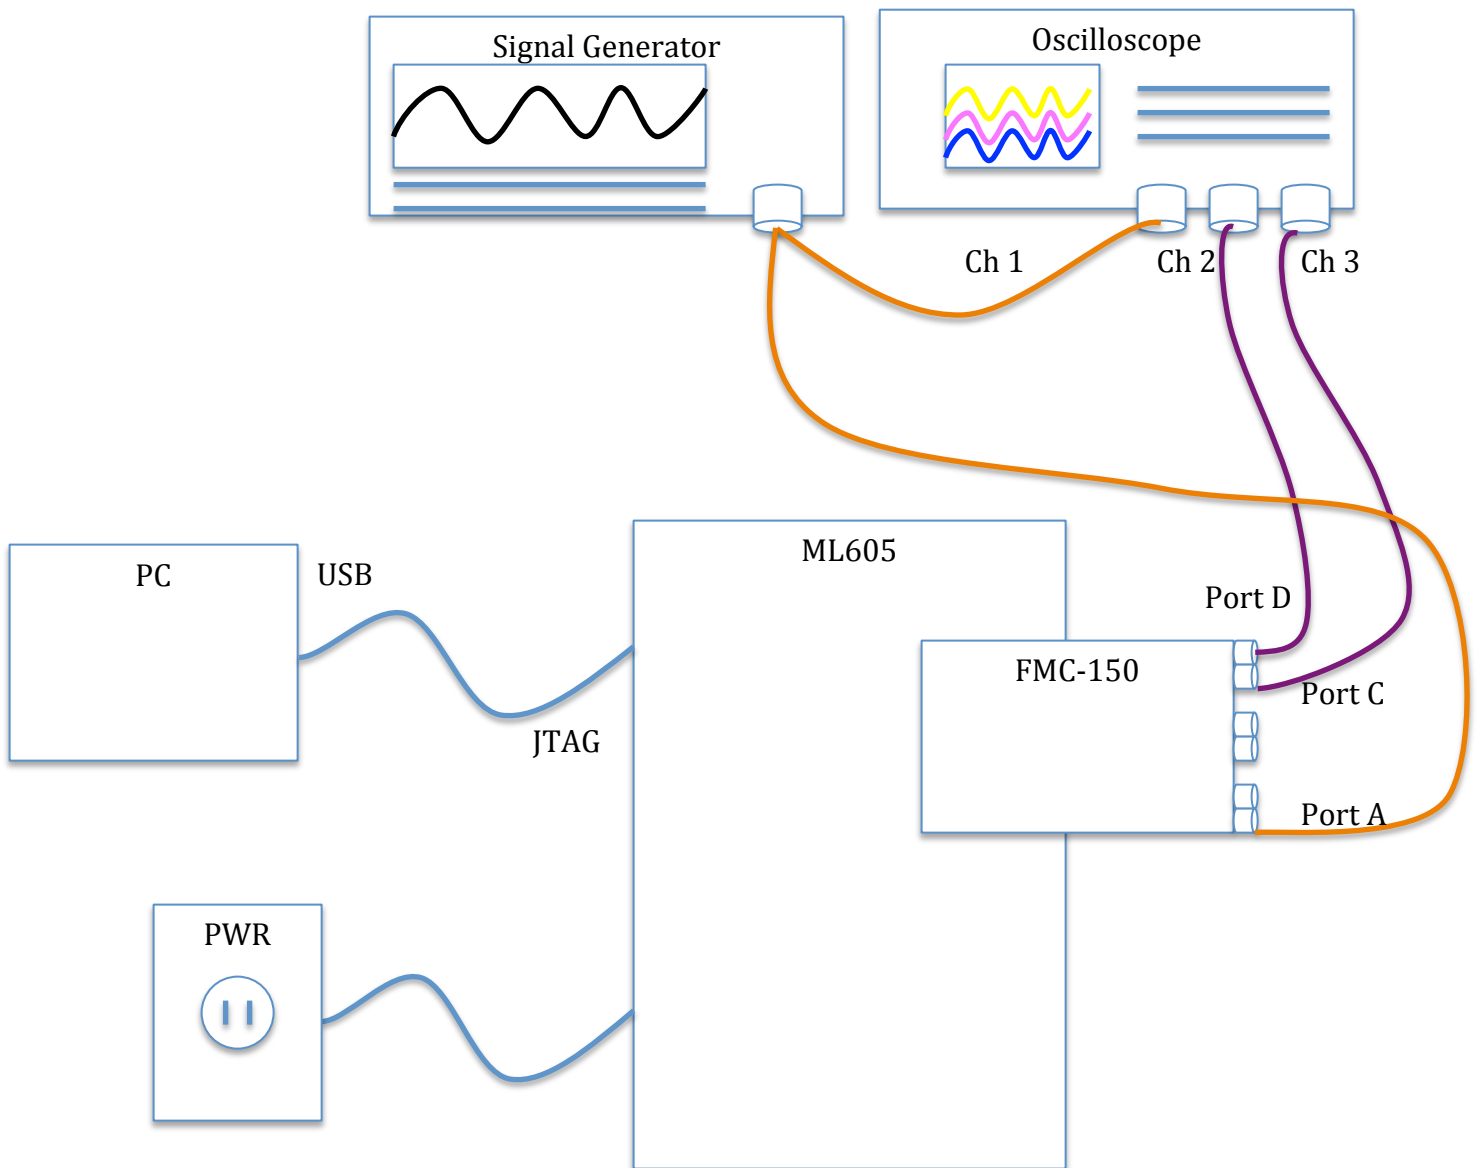 Signal Generator
Oscilloscope
Ch 1
Ch 2
Ch 3
ML605
PC
USB
Port D
FMC-150
Port C
JTAG
Port A
PWR